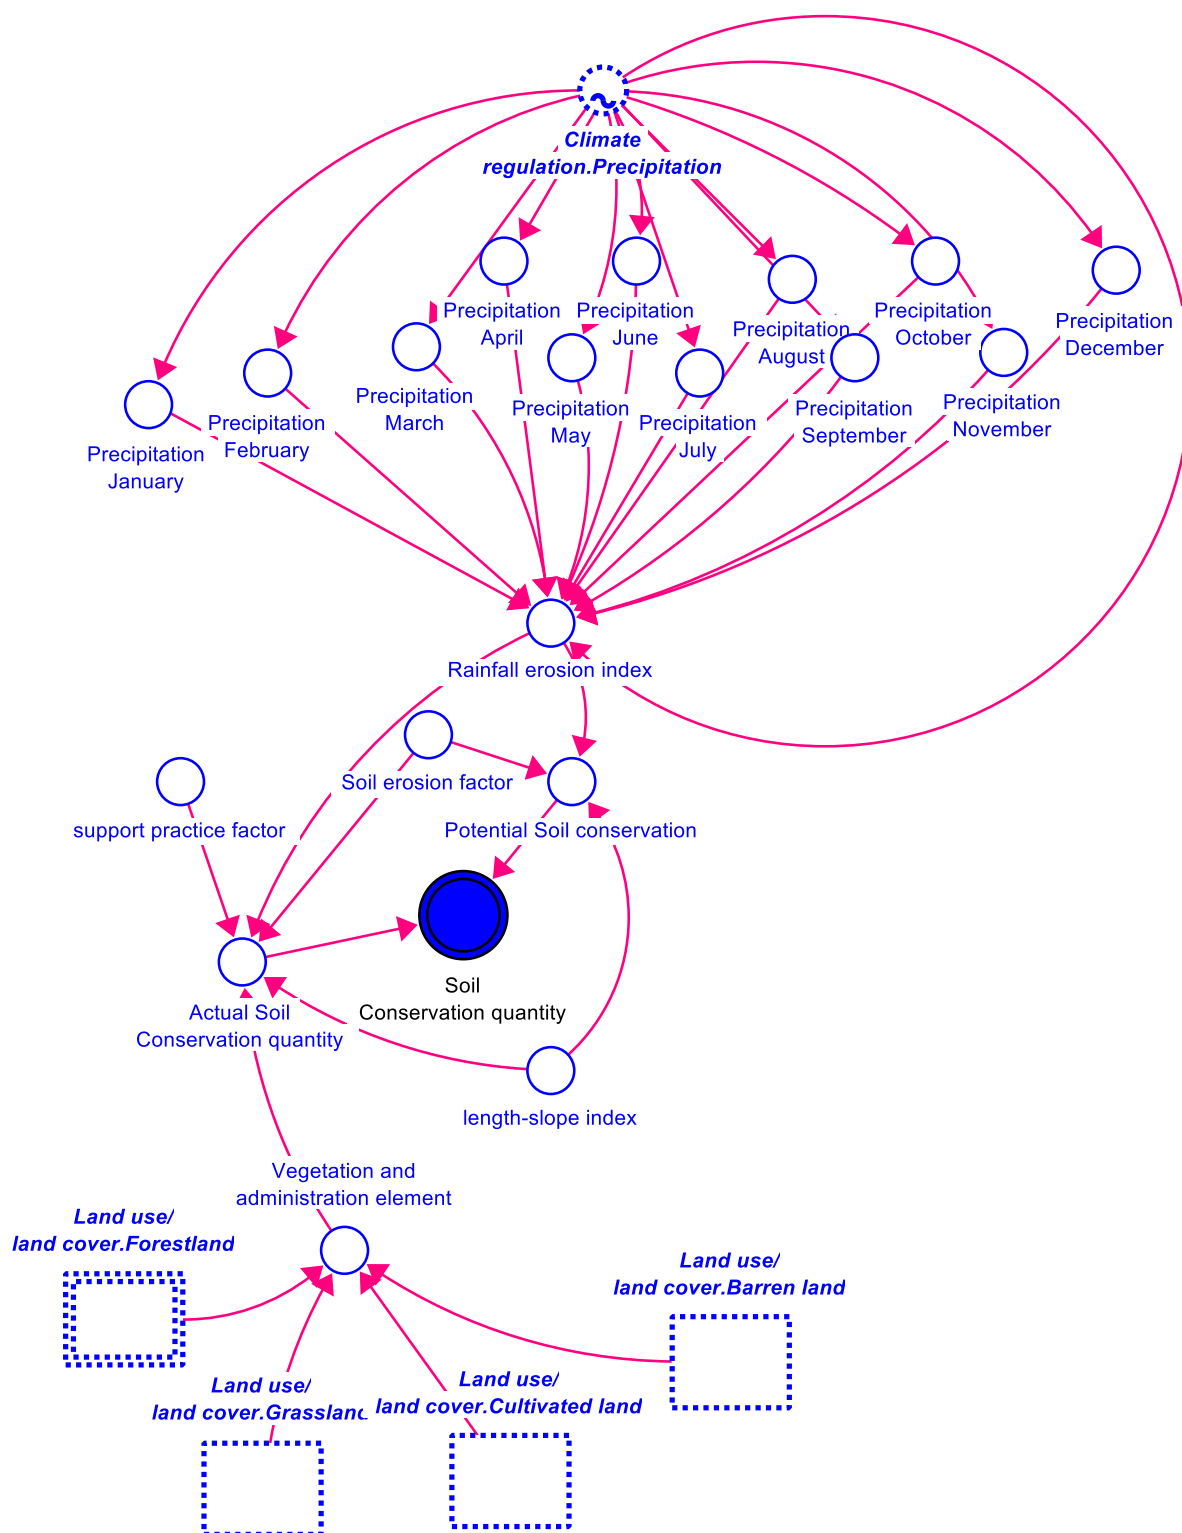 Climate
regulation.Precipitation
Precipitation
April
Precipitation
June
Precipitation
August
Precipitation
October
Precipitation
December
Precipitation
March
Precipitation
May
Precipitation
July
Precipitation
September
Precipitation
November
Precipitation
February
Precipitation
January
Rainfall erosion index
Soil erosion factor
support practice factor
Potential Soil conservation
Soil
Conservation quantity
Actual Soil
Conservation quantity
length-slope index
Vegetation and
administration element
Land use/
land cover.Forestland
Land use/
land cover.Barren land
Land use/
land cover.Grassland
Land use/
land cover.Cultivated land